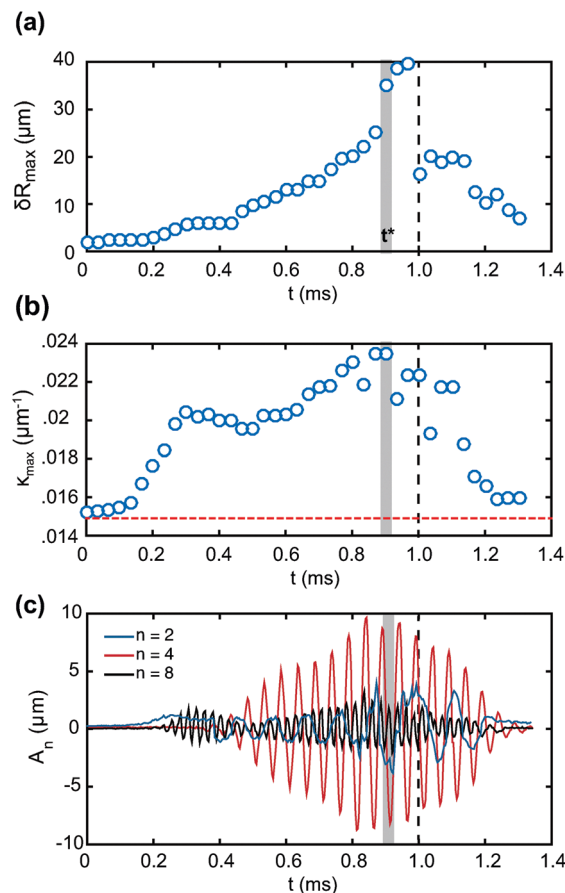 (a)
40
30
20
10
0
δR_max (μm)
t*
0 0.2 0.4 0.6 0.8 1.0 1.2 1.4
t (ms)
(b)
.024
.022
.02
.018
.016
.014
κ_max (μm⁻¹)
0 0.2 0.4 0.6 0.8 1.0 1.2 1.4
t (ms)
(c)
10
5
0
-5
-10
A_n (μm)
n = 2
n = 4
n = 8
0 0.2 0.4 0.6 0.8 1.0 1.2 1.4
t (ms)